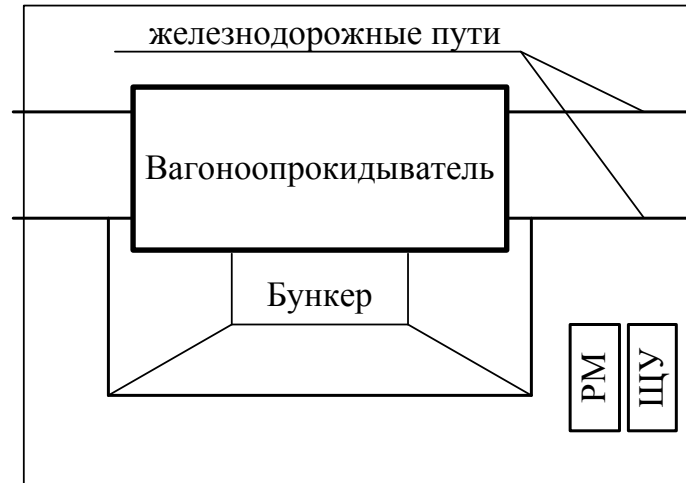 железнодорожные пути
Вагоноопрокидыватель
Бункер
РМ
ЩУ